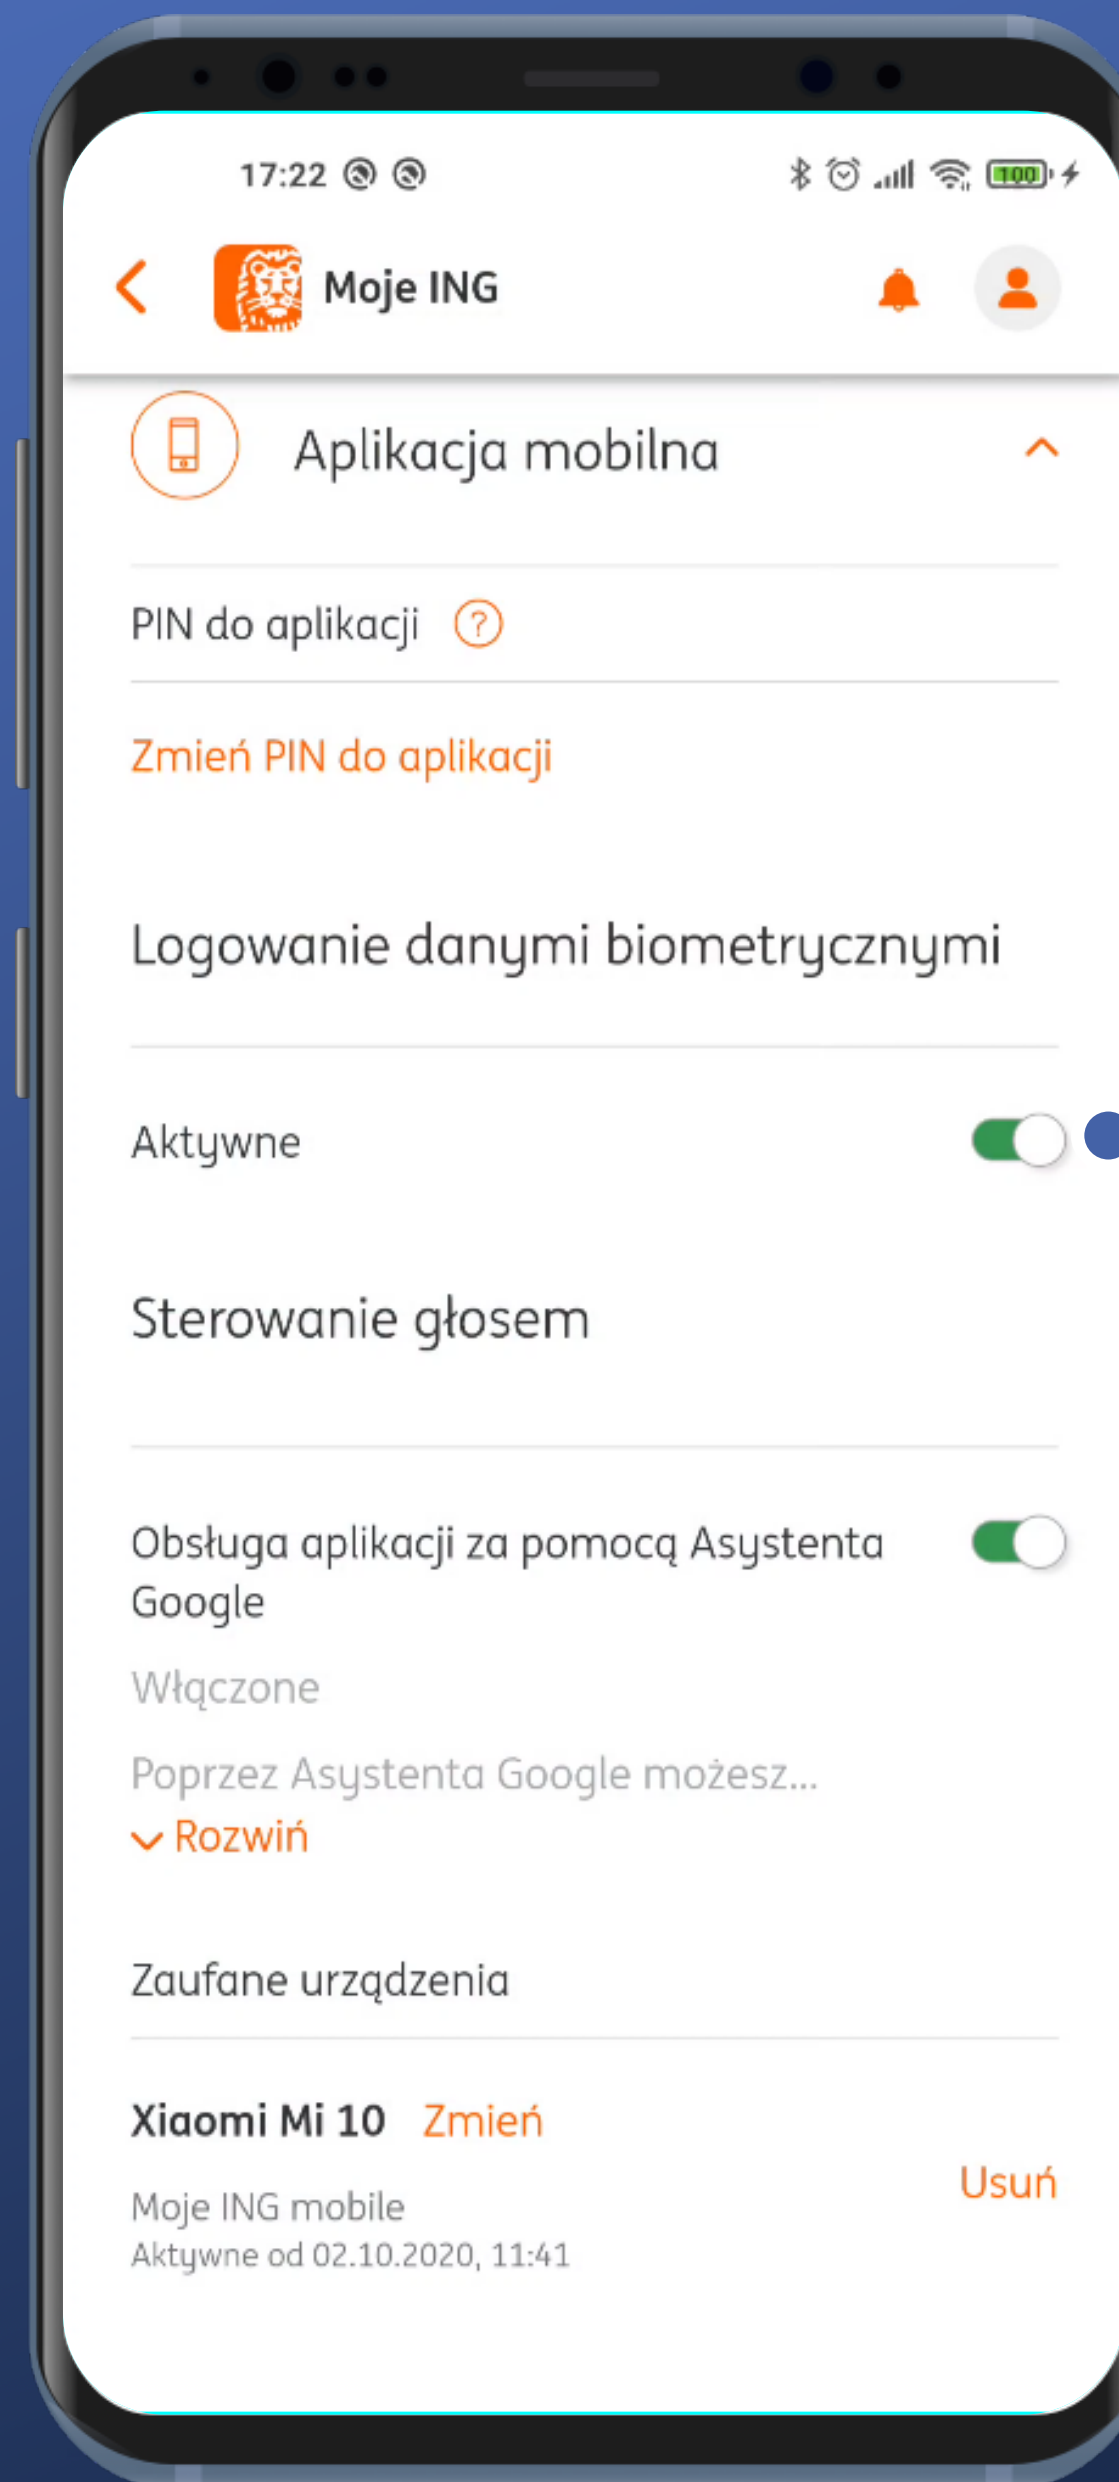 17:22
100
Moje ING
Aplikacja mobilna
PIN do aplikacji ?
Zmień PIN do aplikacji
Logowanie danymi biometrycznymi
Aktywne
Sterowanie głosem
Obsługa aplikacji za pomocą Asystenta
Google
Włączone
Poprzez Asystenta Google możesz...
Rozwiń
Zaufane urządzenia
Xiaomi Mi 10 Zmień
Usuń
Moje ING mobile
Aktywne od 02.10.2020, 11:41